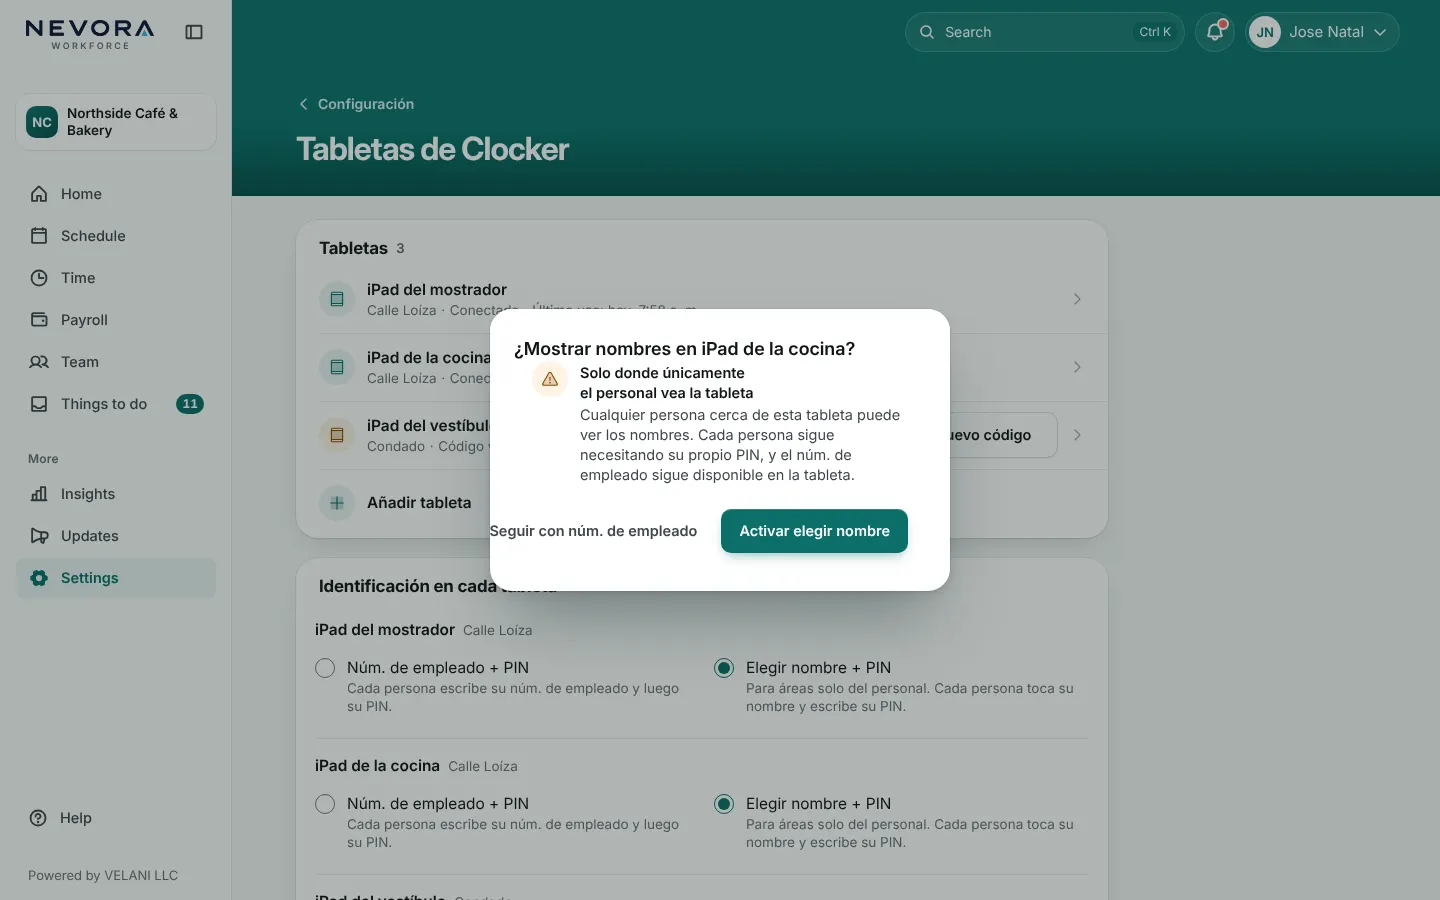 NEVORA
WORKFORCE
Search
Ctrl K
JN
Jose Natal
NC
Northside Café &
Bakery
Home
Schedule
Time
Payroll
Team
Things to do
11
More
Insights
Updates
Settings
Help
Powered by VELANI LLC
Configuración
Tabletas de Clocker
Tabletas 3
iPad del mostrador
Calle Loíza ·
iPad de la cocina
Calle Loíza ·
iPad del vestíbul
Condado · Código
código
Añadir tableta
¿Mostrar nombres en iPad de la cocina?
Solo donde únicamente
el personal vea la tableta
Cualquier persona cerca de esta tableta puede
ver los nombres. Cada persona sigue
necesitando su propio PIN, y el núm. de
empleado sigue disponible en la tableta.
Seguir con núm. de empleado
Activar elegir nombre
Identificación en cada
iPad del mostrador Calle Loíza
Núm. de empleado + PIN
Cada persona escribe su núm. de empleado y luego
su PIN.
Elegir nombre + PIN
Para áreas solo del personal. Cada persona toca su
nombre y escribe su PIN.
iPad de la cocina Calle Loíza
Núm. de empleado + PIN
Cada persona escribe su núm. de empleado y luego
su PIN.
Elegir nombre + PIN
Para áreas solo del personal. Cada persona toca su
nombre y escribe su PIN.